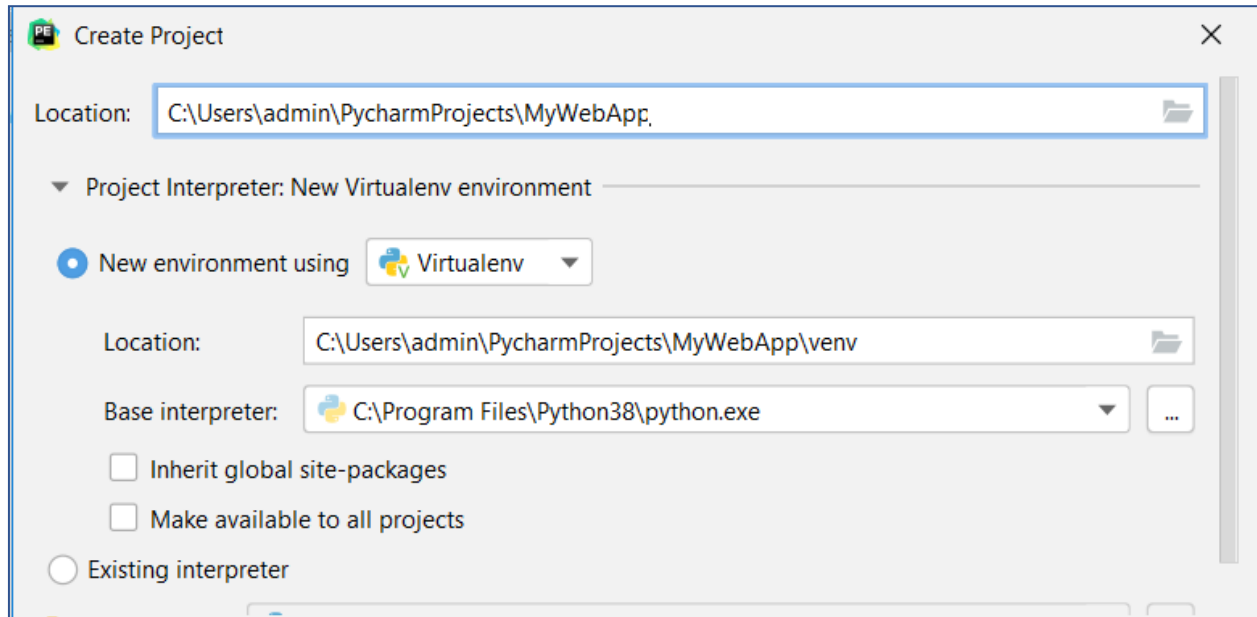 PE Create Project
Location: C:\Users\admin\PycharmProjects\MyWebApp
Project Interpreter: New Virtualenv environment
New environment using Virtualenv
Location: C:\Users\admin\PycharmProjects\MyWebApp\venv
Base interpreter: C:\Program Files\Python38\python.exe ...
Inherit global site-packages
Make available to all projects
Existing interpreter